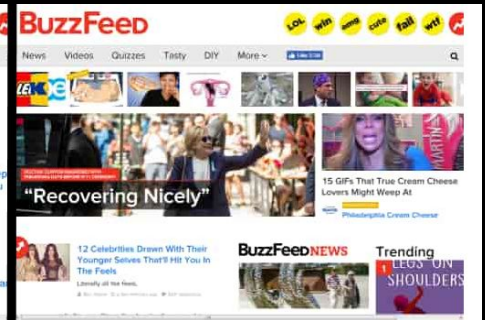 BuzzFeed
LOL win omg cute fail wtf
News Videos Quizzes Tasty DIY More
“Recovering Nicely”
15 GIFs That True Cream Cheese
Lovers Might Weep At
Philadelphia Cream Cheese
12 Celebrities Drawn With Their
Younger Selves That'll Hit You In
The Feels
Literally all the feels.
BuzzFeedNEWS
Trending
1
LEGS ON
SHOULDERS
MARTIN